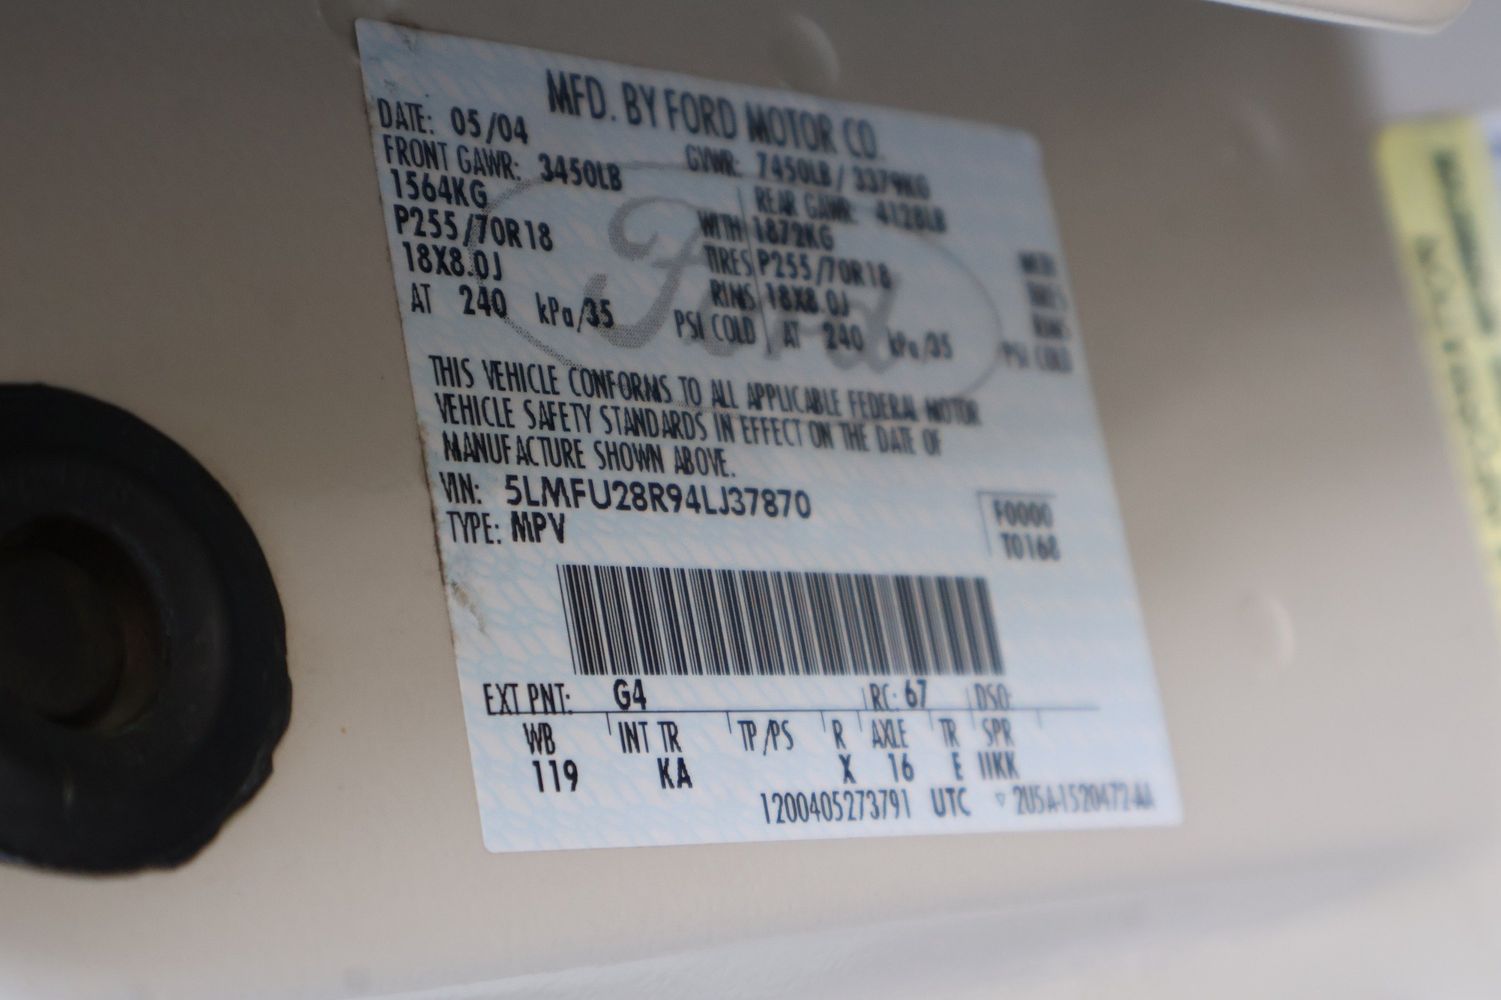 MFD. BY FORD MOTOR CO.
DATE: 05/04 GVWR: 7450LB / 3379KG
FRONT GAWR: 3450LB REAR GAWR: 4128LB
1564KG WITH 1872KG
P255/70R18 TIRES P255/70R18
18X8.0J RIMS 18X8.0J
AT 240 kPa/35 PSI COLD AT 240 kPa/35 PSI COLD
Ford
THIS VEHICLE CONFORMS TO ALL APPLICABLE FEDERAL MOTOR
VEHICLE SAFETY STANDARDS IN EFFECT ON THE DATE OF
MANUFACTURE SHOWN ABOVE.
VIN: 5LMFU28R94LJ37870
TYPE: MPV
F0000
T0168
EXT PNT: G4 RC: 67 DSO:
WB INT TR TP/PS R AXLE TR SPR
119 KA X 16 E IIKK
1200405273791 UTC ▽ 2U5A-1520472-AA